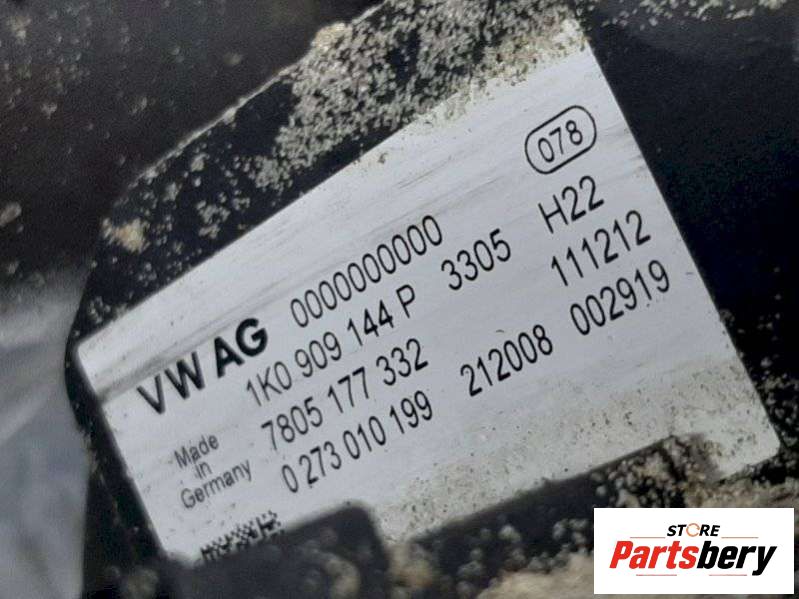 078
VW AG 0000000000
1K0 909 144 P 3305 H22
7805 177 332 111212
0 273 010 199 212008 002919
Made
in
Germany
STORE
Partsbery